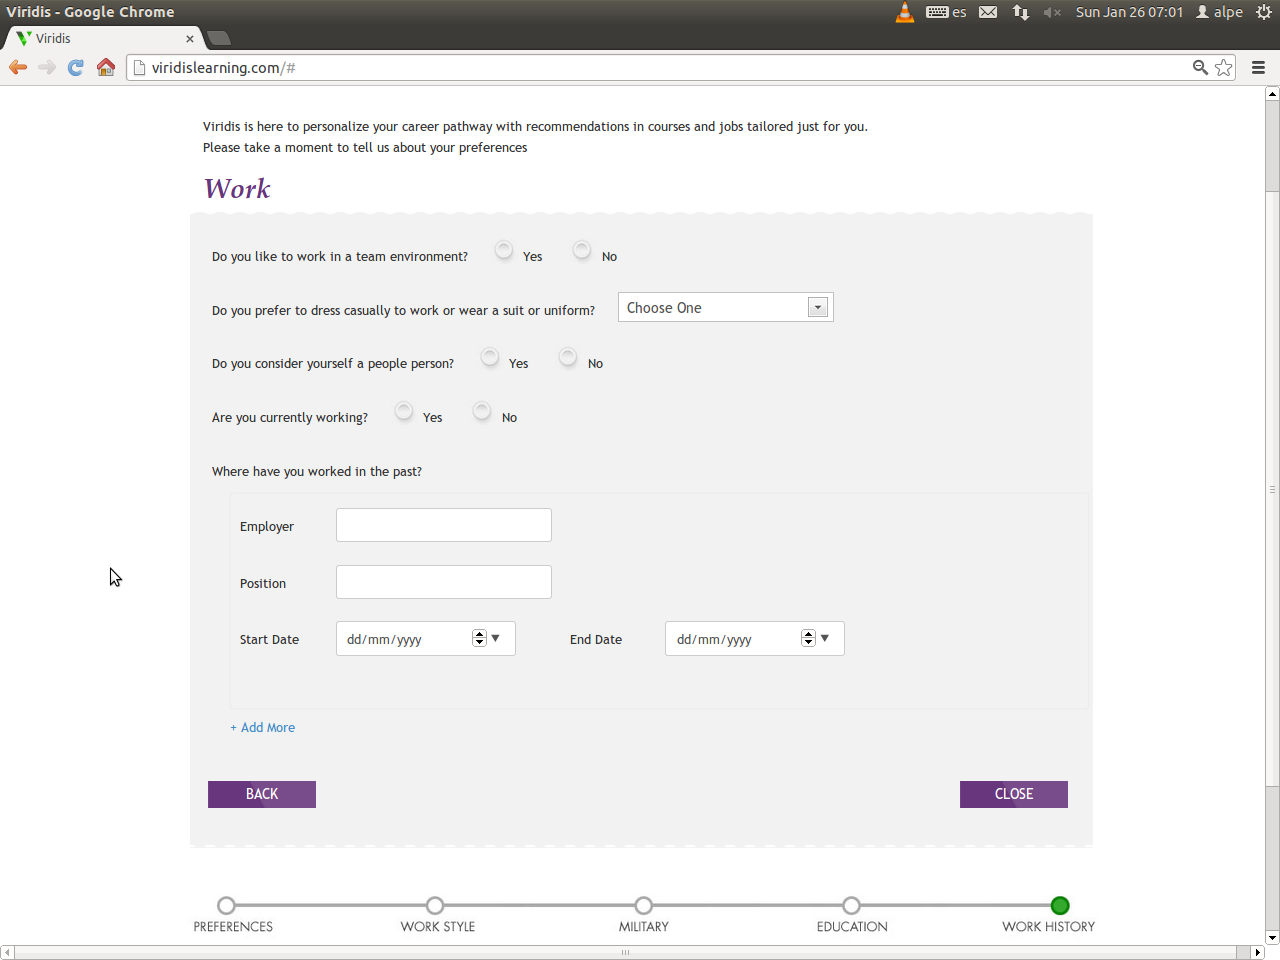 Viridis - Google Chrome
es
Sun Jan 26 07:01
alpe
Viridis
viridislearning.com/#
Viridis is here to personalize your career pathway with recommendations in courses and jobs tailored just for you.
Please take a moment to tell us about your preferences
Work
Do you like to work in a team environment? Yes No
Do you prefer to dress casually to work or wear a suit or uniform? Choose One
Do you consider yourself a people person? Yes No
Are you currently working? Yes No
Where have you worked in the past?
Employer
Position
Start Date dd/mm/yyyy End Date dd/mm/yyyy
+ Add More
BACK CLOSE
PREFERENCES WORK STYLE MILITARY EDUCATION WORK HISTORY